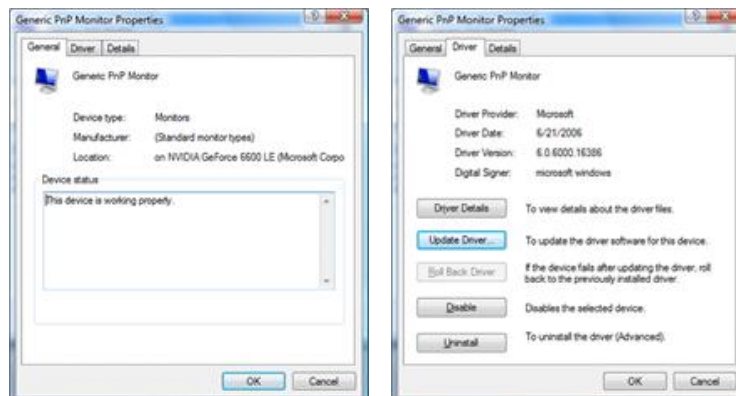 Generic PnP Monitor Properties
General Driver Details
Generic PnP Monitor
Device type: Monitors
Manufacturer: (Standard monitor types)
Location: on NVIDIA GeForce 6600 LE (Microsoft Corpo
Device status
This device is working properly.
OK Cancel
Generic PnP Monitor Properties
General Driver Details
Generic PnP Monitor
Driver Provider: Microsoft
Driver Date: 6/21/2006
Driver Version: 6.0.6000.16386
Digital Signer: microsoft windows
Driver Details To view details about the driver files.
Update Driver... To update the driver software for this device.
Roll Back Driver If the device fails after updating the driver, roll
back to the previously installed driver.
Disable Disables the selected device.
Uninstall To uninstall the driver (Advanced).
OK Cancel